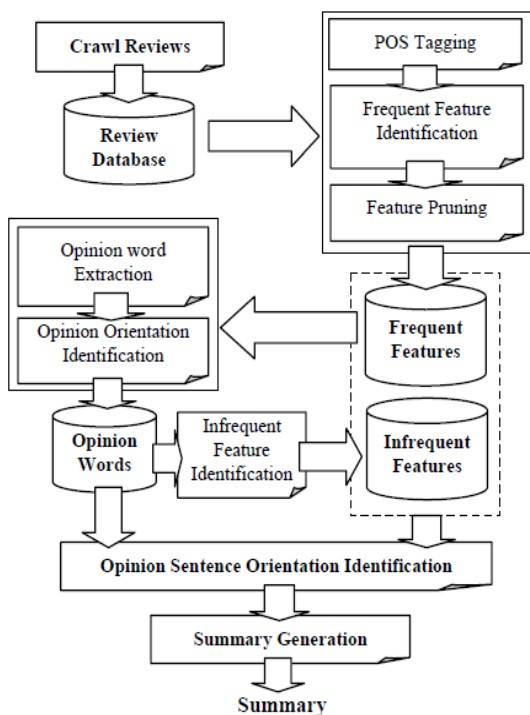 Crawl Reviews
Review
Database
POS Tagging
Frequent Feature
Identification
Feature Pruning
Opinion word
Extraction
Opinion Orientation
Identification
Frequent
Features
Opinion
Words
Infrequent
Feature
Identification
Infrequent
Features
Opinion Sentence Orientation Identification
Summary Generation
Summary